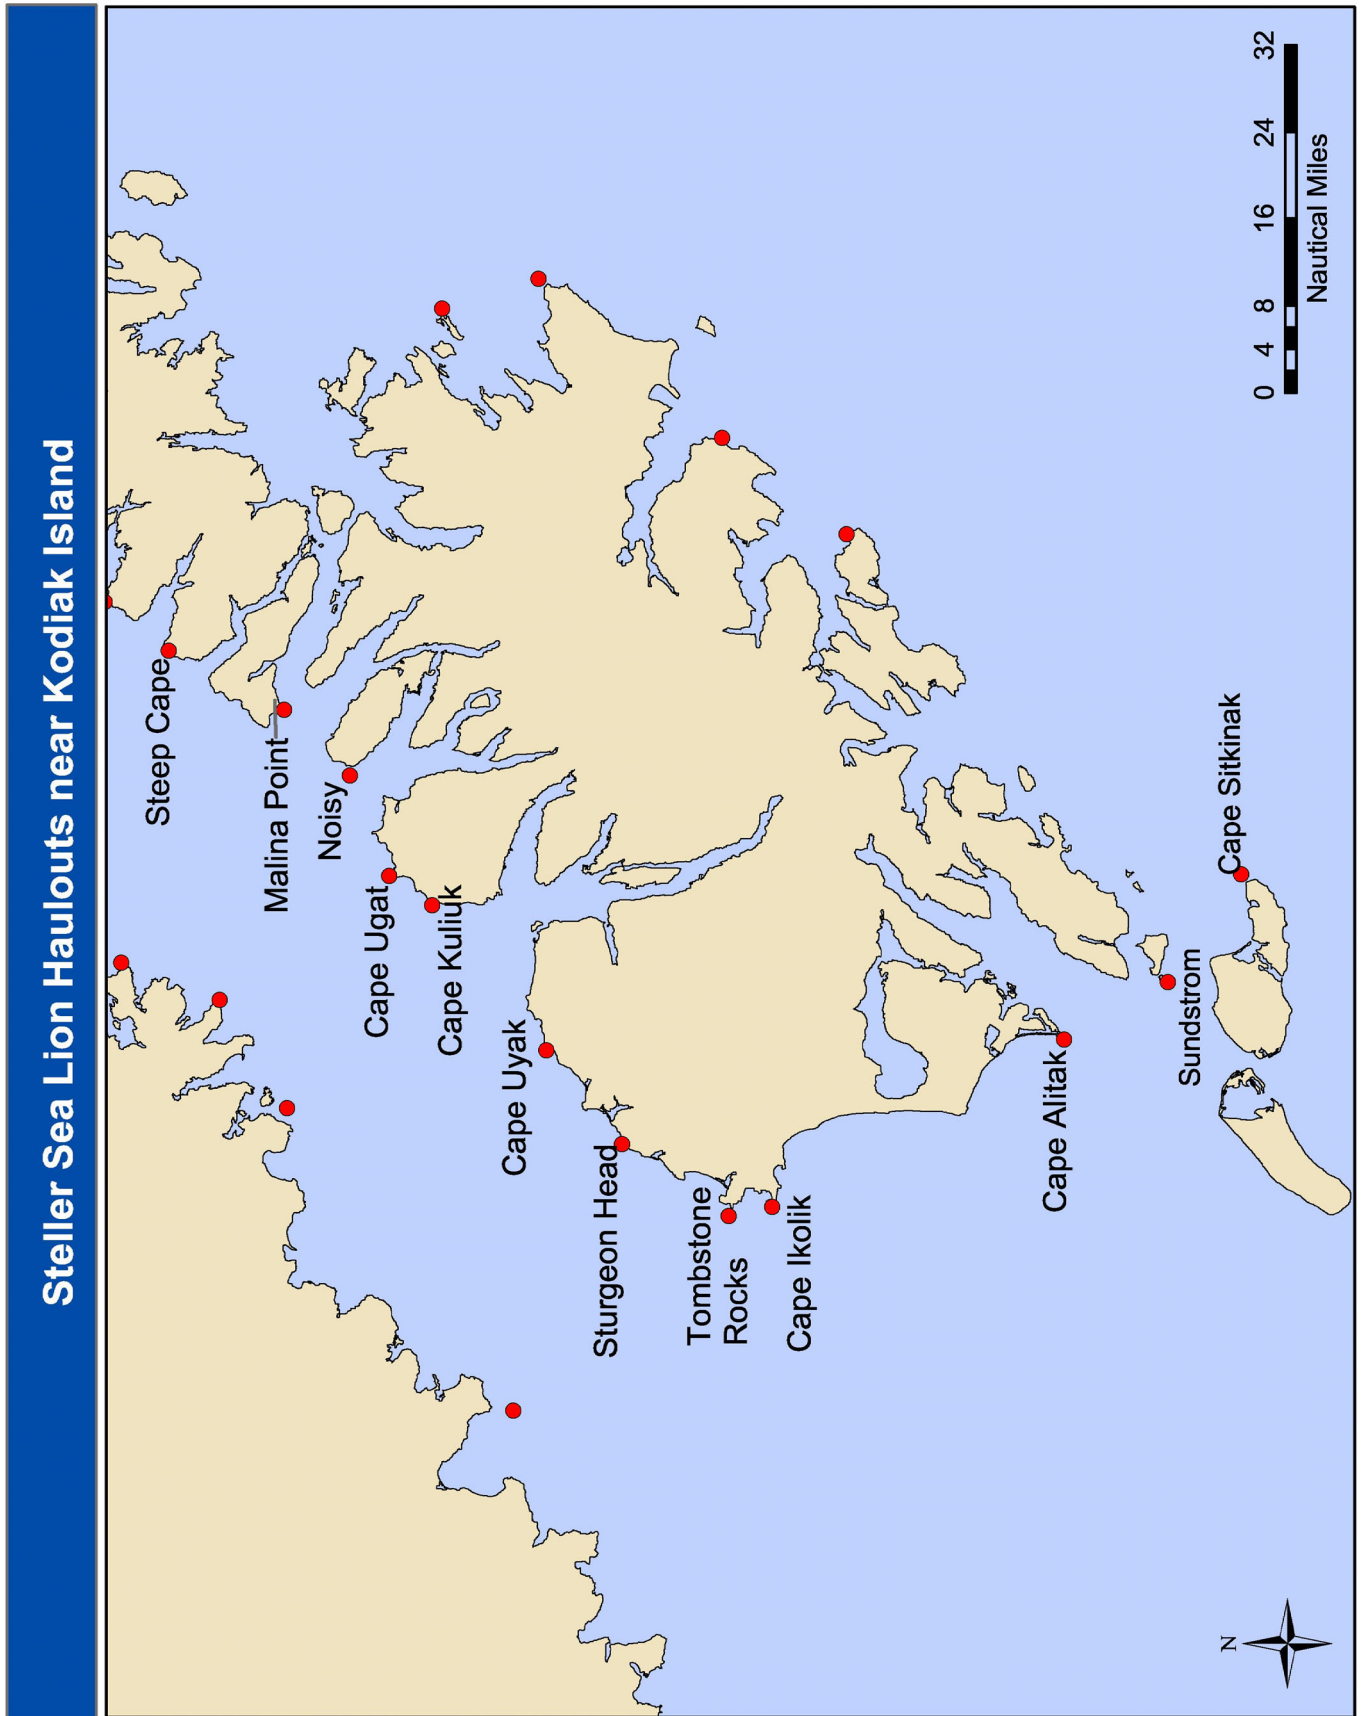 Steller Sea Lion Haulouts near Kodiak Island
Steep Cape
Malina Point
Noisy
Cape Ugat
Cape Kuliuk
Cape Uyak
Sturgeon Head
Tombstone
Rocks
Cape Ikolik
Cape Alitak
Sundstrom
Cape Sitkinak
N
0 4 8 16 24 32
Nautical Miles